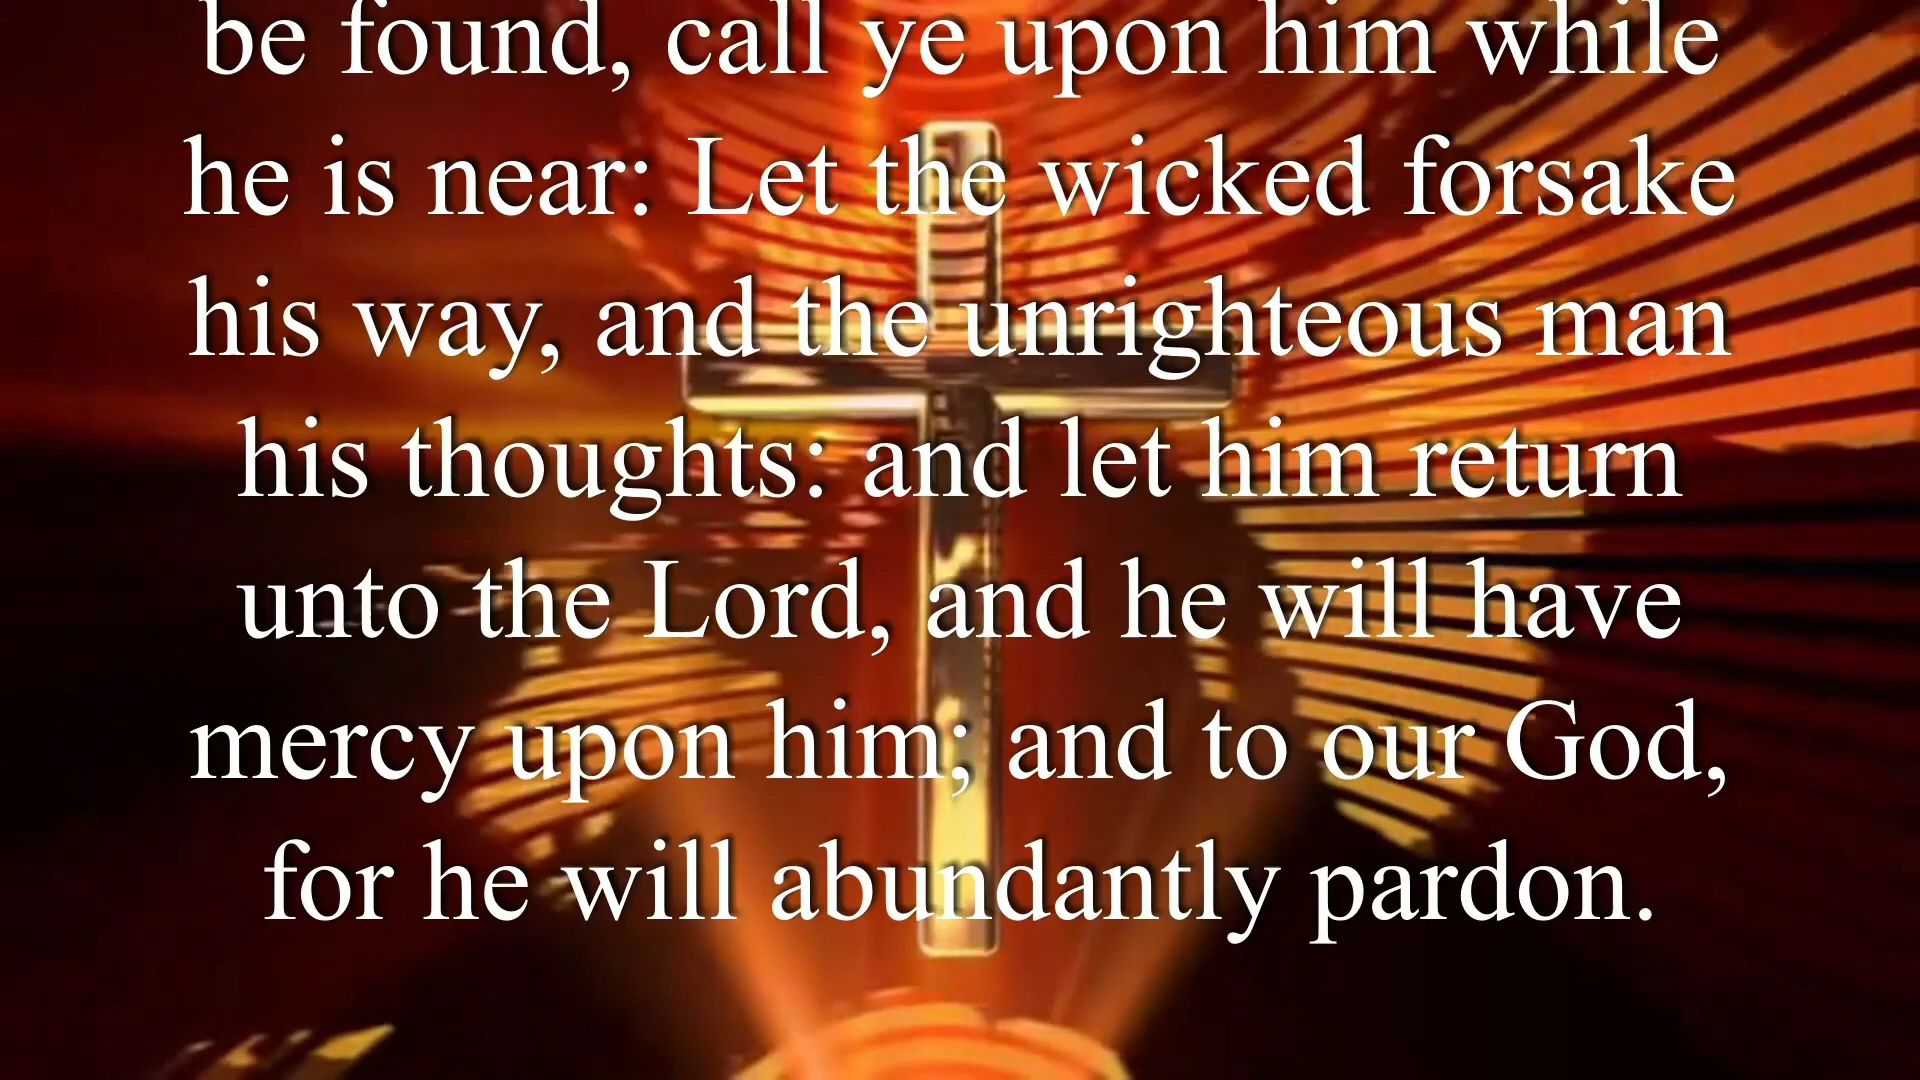 be found, call ye upon him while
he is near: Let the wicked forsake
his way, and the unrighteous man
his thoughts: and let him return
unto the Lord, and he will have
mercy upon him; and to our God,
for he will abundantly pardon.